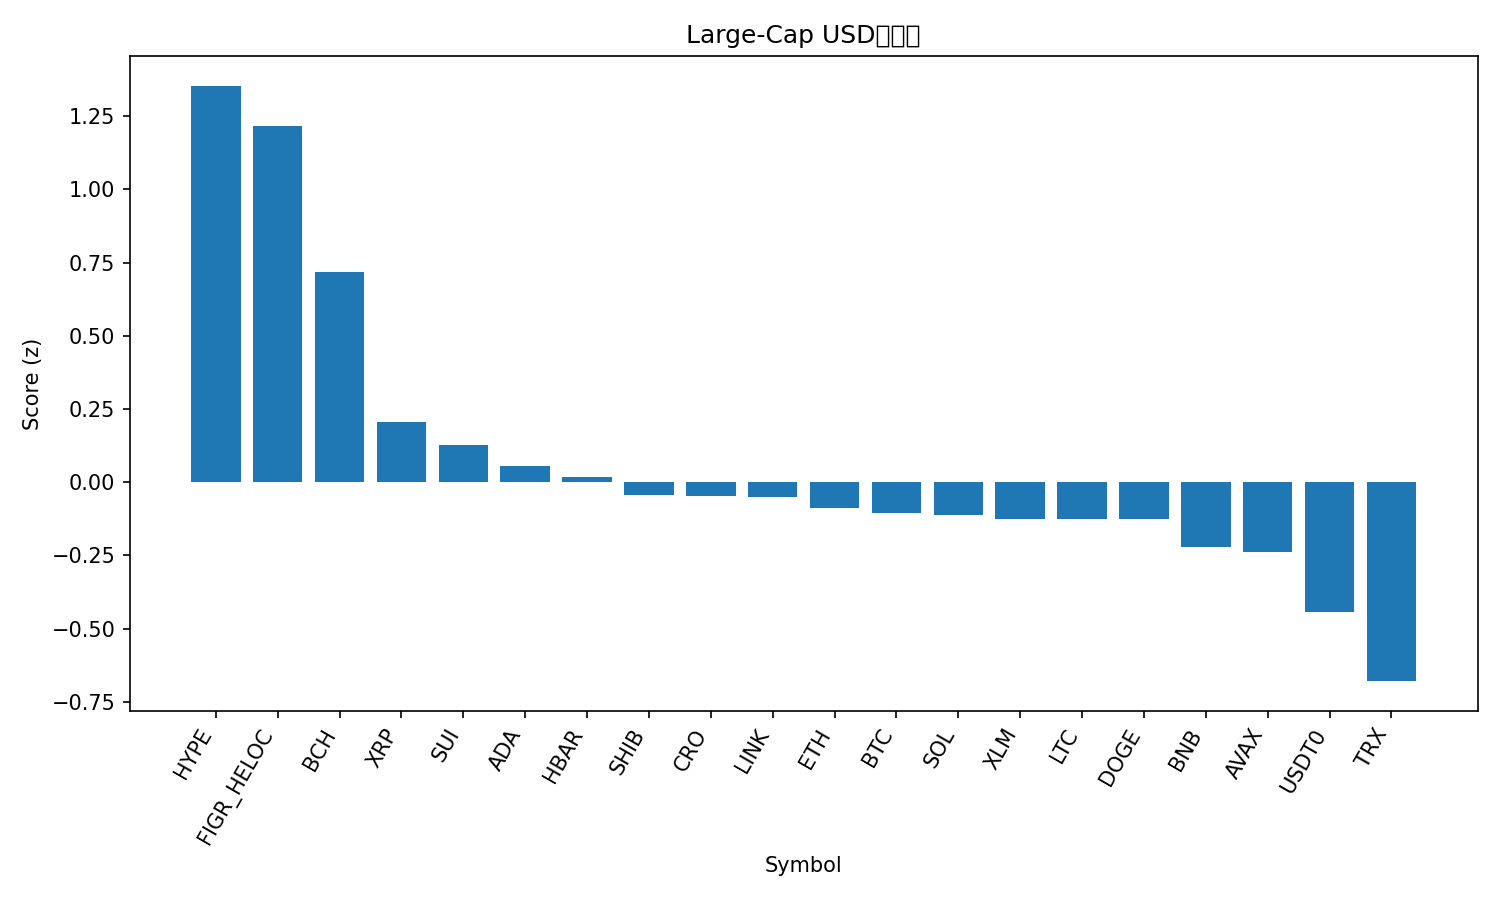 Large-Cap USD
1.25
1.00
0.75
0.50
0.25
0.00
−0.25
−0.50
−0.75
Score (z)
HYPE
FIGR_HELOC
BCH
XRP
SUI
ADA
HBAR
SHIB
CRO
LINK
ETH
BTC
SOL
XLM
LTC
DOGE
BNB
AVAX
USDT0
TRX
Symbol